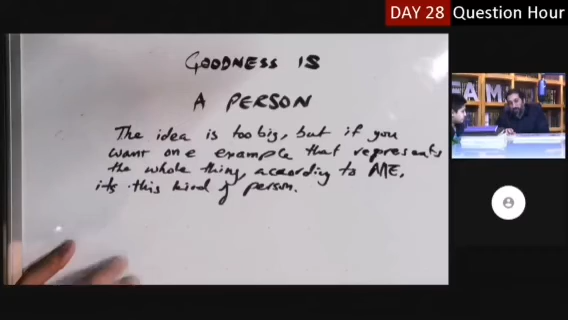 DAY 28 Question Hour
GOODNESS IS
A PERSON
The idea is too big, but if you
want one example that represents
the whole thing, according to ME,
its this kind of person.